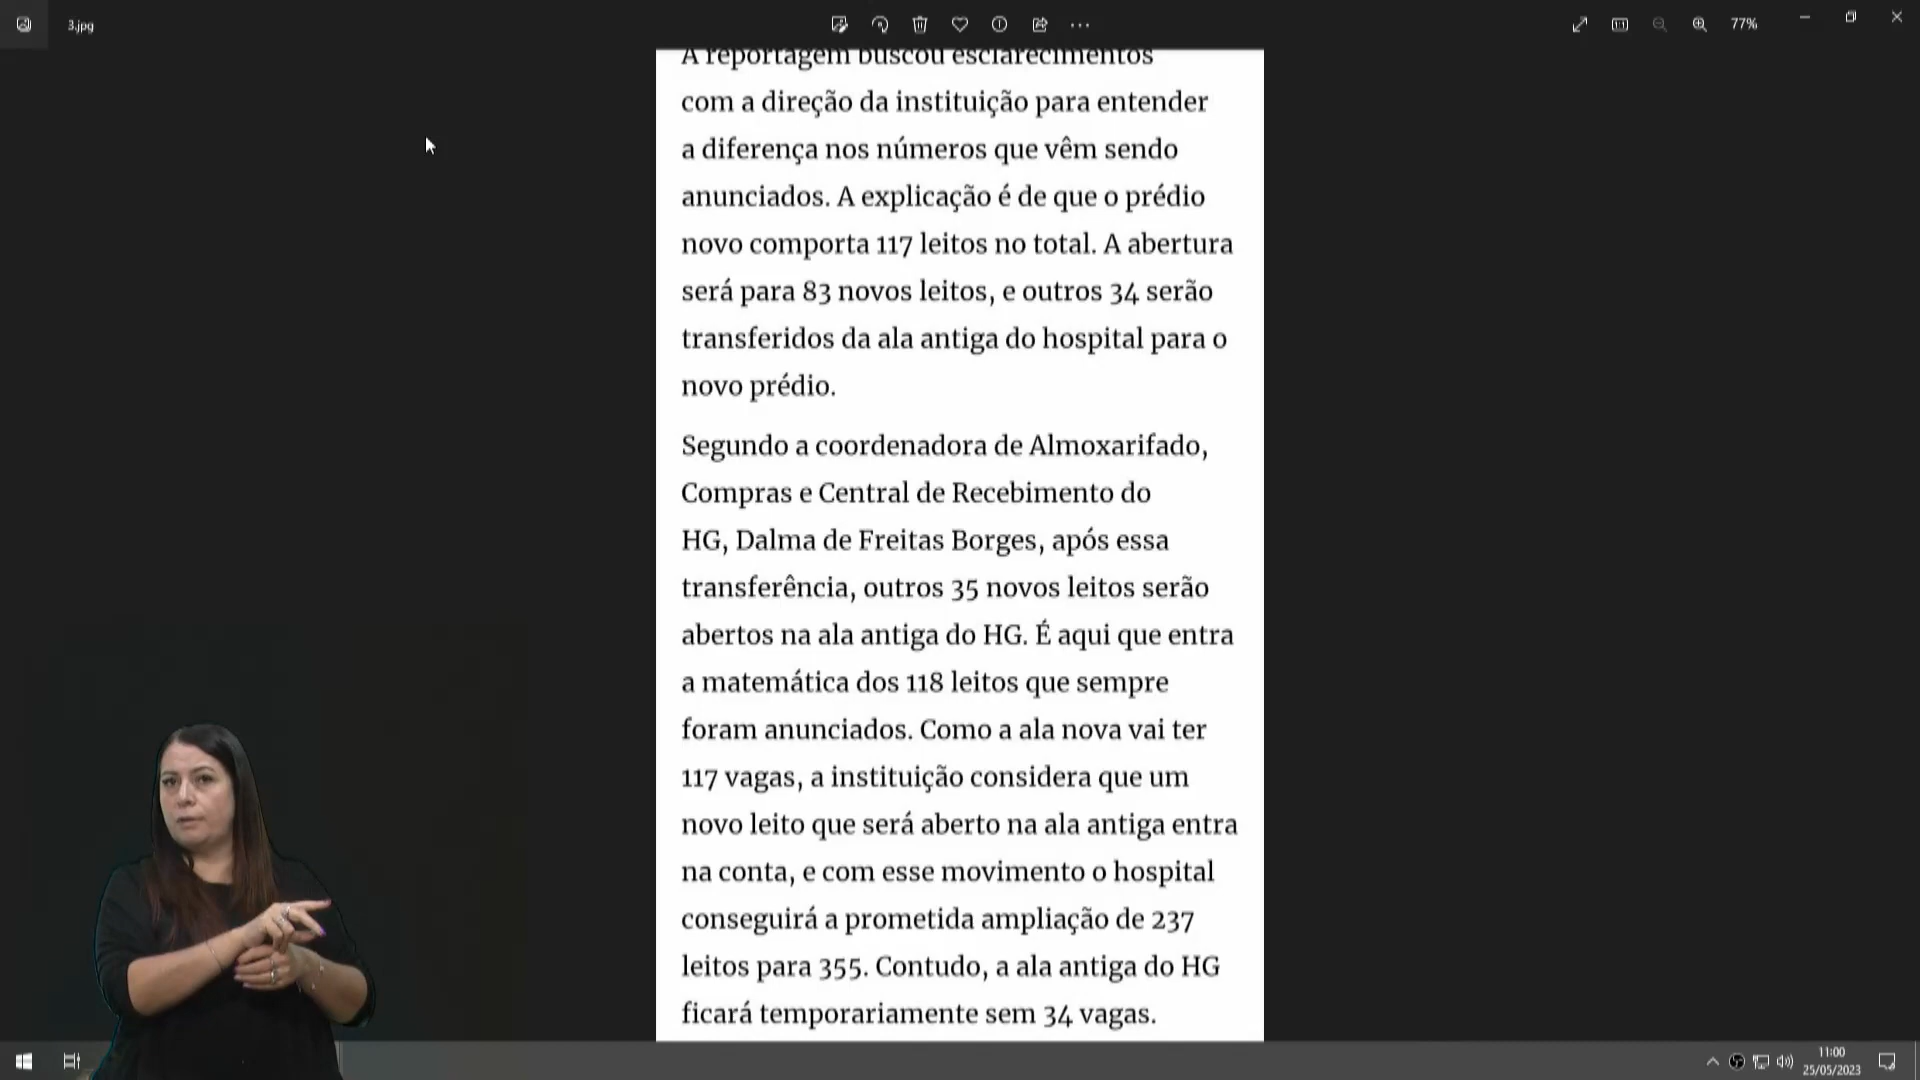 3.jpg
77%
A reportagem buscou esclarecimentos
com a direção da instituição para entender
a diferença nos números que vêm sendo
anunciados. A explicação é de que o prédio
novo comporta 117 leitos no total. A abertura
será para 83 novos leitos, e outros 34 serão
transferidos da ala antiga do hospital para o
novo prédio.
Segundo a coordenadora de Almoxarifado,
Compras e Central de Recebimento do
HG, Dalma de Freitas Borges, após essa
transferência, outros 35 novos leitos serão
abertos na ala antiga do HG. É aqui que entra
a matemática dos 118 leitos que sempre
foram anunciados. Como a ala nova vai ter
117 vagas, a instituição considera que um
novo leito que será aberto na ala antiga entra
na conta, e com esse movimento o hospital
conseguirá a prometida ampliação de 237
leitos para 355. Contudo, a ala antiga do HG
ficará temporariamente sem 34 vagas.
11:00
25/05/2023